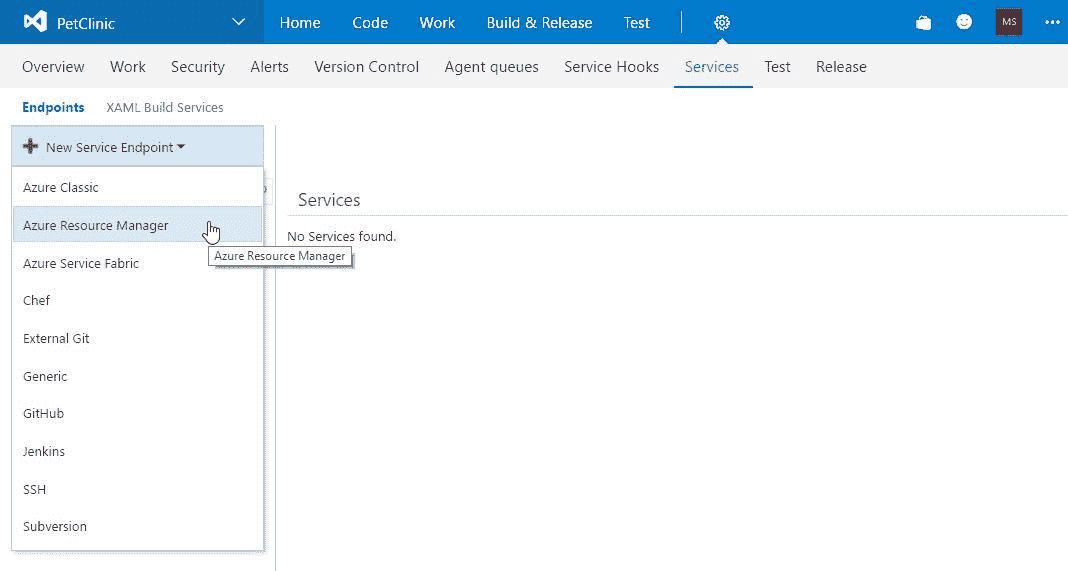 PetClinic Home Code Work Build & Release Test MS
Overview Work Security Alerts Version Control Agent queues Service Hooks Services Test Release
Endpoints XAML Build Services
New Service Endpoint
Azure Classic
Services
Azure Resource Manager
No Services found.
Azure Resource Manager
Azure Service Fabric
Chef
External Git
Generic
GitHub
Jenkins
SSH
Subversion